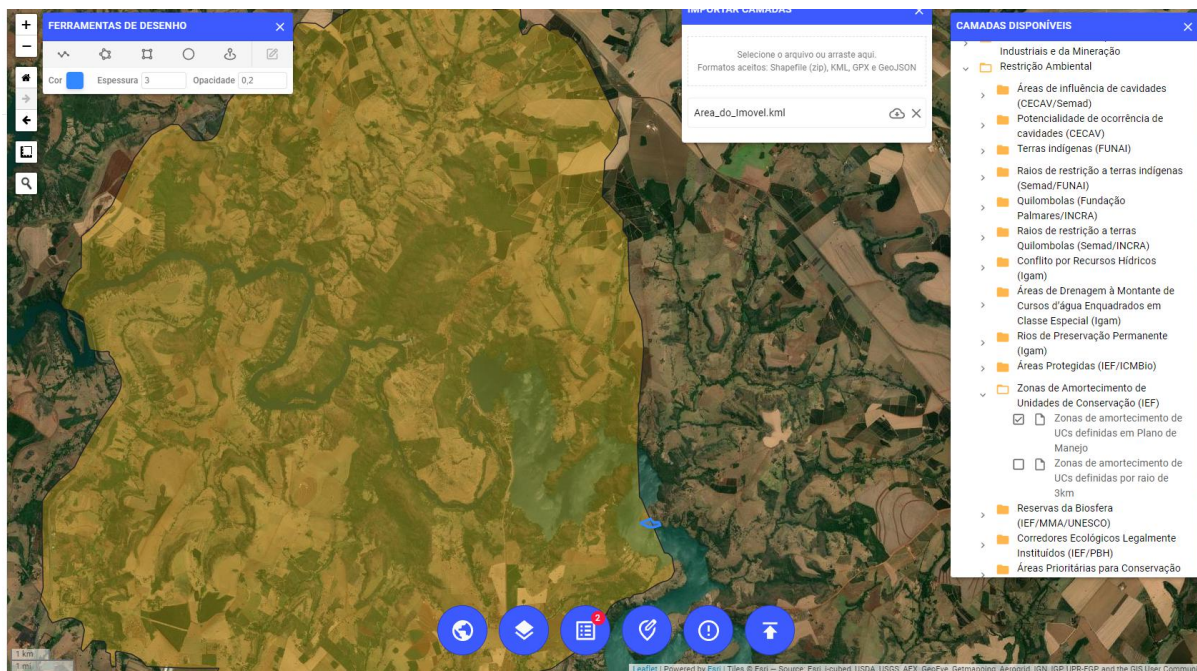 +
−
FERRAMENTAS DE DESENHO
Cor
Espessura 3
Opacidade 0,2
IMPORTAR CAMADAS
Selecione o arquivo ou arraste aqui.
Formatos aceitos: Shapefile (zip), KML, GPX e GeoJSON
Area_do_Imovel.kml
CAMADAS DISPONÍVEIS
Industriais e da Mineração
Restrição Ambiental
Áreas de influência de cavidades
(CECAV/Semad)
Potencialidade de ocorrência de
cavidades (CECAV)
Terras indígenas (FUNAI)
Raios de restrição a terras indígenas
(Semad/FUNAI)
Quilombolas (Fundação
Palmares/INCRA)
Raios de restrição a terras
Quilombolas (Semad/INCRA)
Conflito por Recursos Hídricos
(Igam)
Áreas de Drenagem à Montante de
Cursos d'água Enquadrados em
Classe Especial (Igam)
Rios de Preservação Permanente
(Igam)
Áreas Protegidas (IEF/ICMBio)
Zonas de Amortecimento de
Unidades de Conservação (IEF)
Zonas de amortecimento de
UCs definidas em Plano de
Manejo
Zonas de amortecimento de
UCs definidas por raio de
3km
Reservas da Biosfera
(IEF/MMA/UNESCO)
Corredores Ecológicos Legalmente
Instituídos (IEF/PBH)
Áreas Prioritárias para Conservação
2
1 km
1 mi
Leaflet | Powered by Esri | Tiles © Esri — Source: Esri, i-cubed, USDA, USGS, AEX, GeoEye, Getmapping, Aerogrid, IGN, IGP, UPR-EGP, and the GIS User Commun